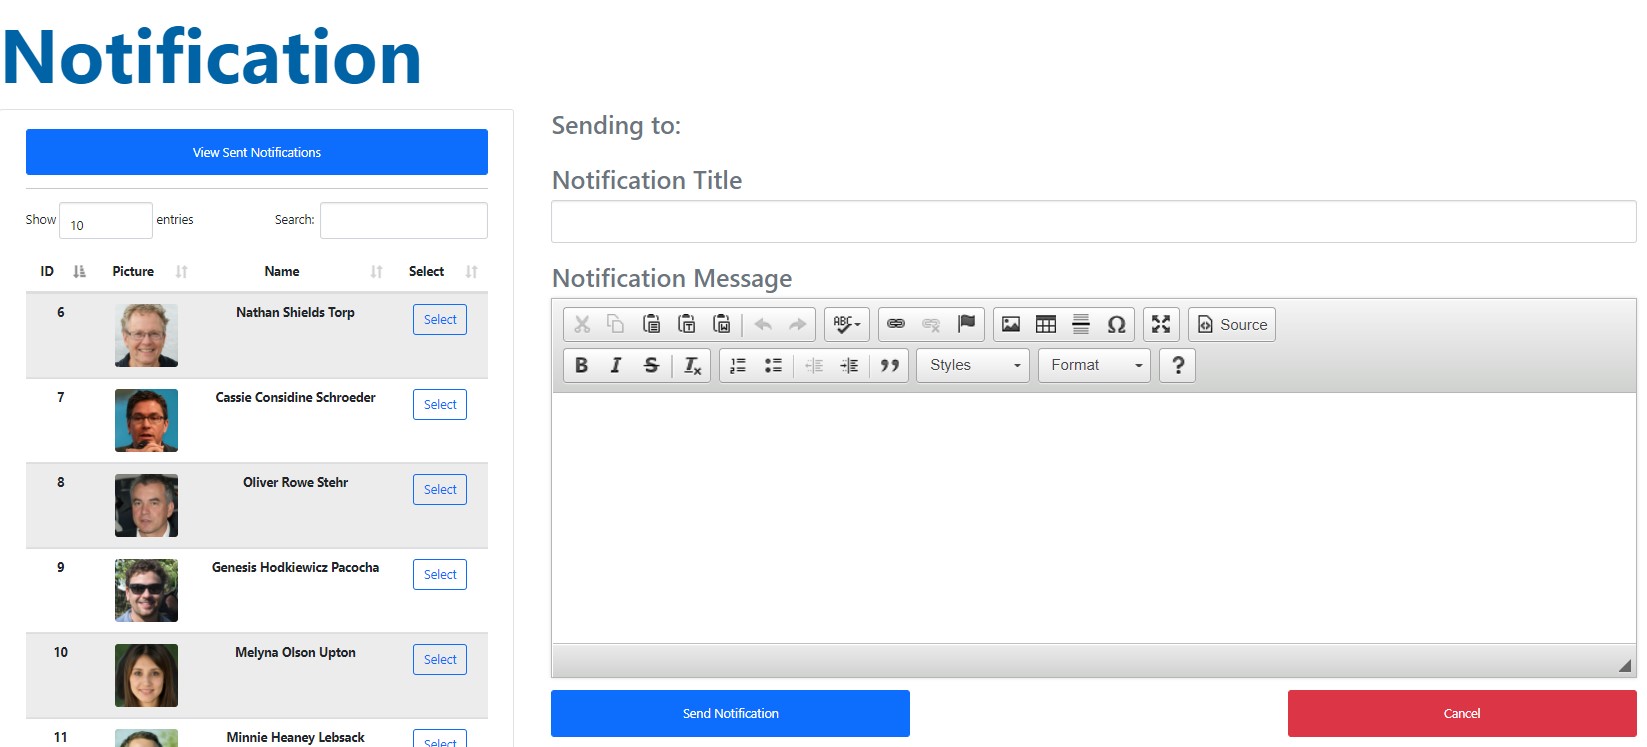 Notification
View Sent Notifications
Show 10 entries Search:
ID Picture Name Select
6 Nathan Shields Torp Select
7 Cassie Considine Schroeder Select
8 Oliver Rowe Stehr Select
9 Genesis Hodkiewicz Pacocha Select
10 Melyna Olson Upton Select
11 Minnie Heaney Lebsack Select
Sending to:
Notification Title
Notification Message
ABC Source
B I S Tx Styles Format ?
Send Notification Cancel